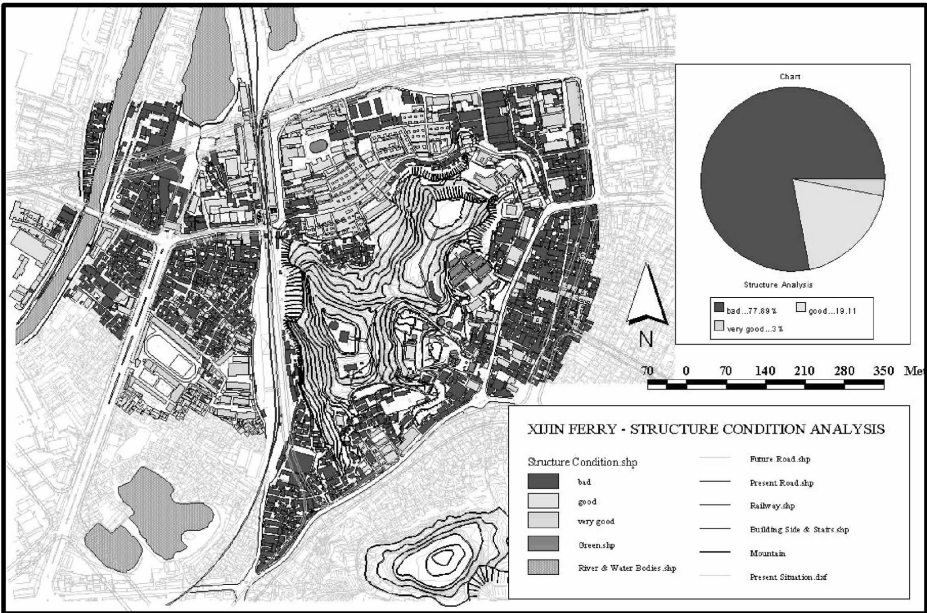 Chart
Structure Analysis
bad...77.89% good...19.11
very good...3%
N
70 0 70 140 210 280 350 Met
XIJIN FERRY - STRUCTURE CONDITION ANALYSIS
Structure Condition.shp
bad
good
very good
Green.shp
River & Water Bodies.shp
Future Road.shp
Present Road.shp
Railway.shp
Building Side & Stairs.shp
Mountain
Present Situation.dxf